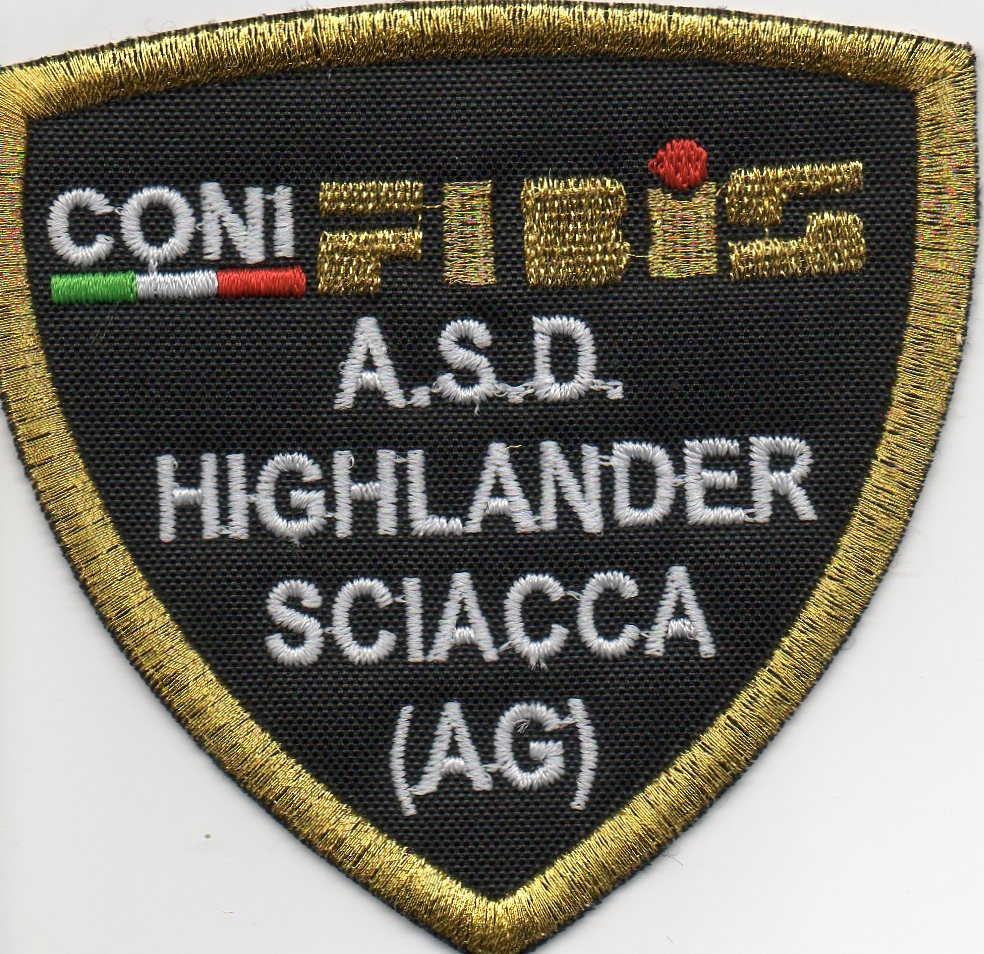 CONI FIBiS
A.S.D.
HIGHLANDER
SCIACCA
(AG)